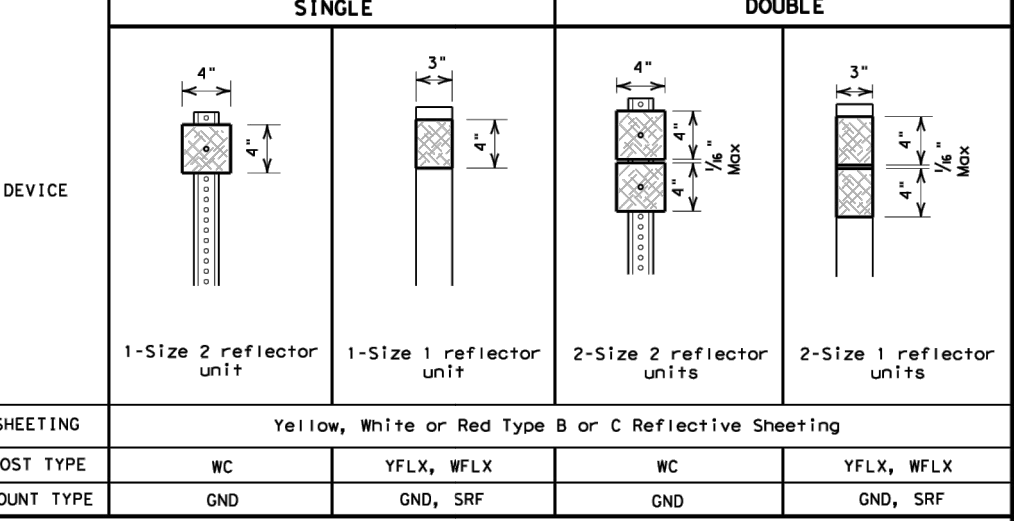 SINGLE DOUBLE
4" 3" 4" 3"
4" 4" 4" 4" 1/16" Max 4" 4" 1/16" Max
DEVICE
1-Size 2 reflector unit
1-Size 1 reflector unit
2-Size 2 reflector units
2-Size 1 reflector units
SHEETING Yellow, White or Red Type B or C Reflective Sheeting
OST TYPE WC YFLX, WFLX WC YFLX, WFLX
OUNT TYPE GND GND, SRF GND GND, SRF